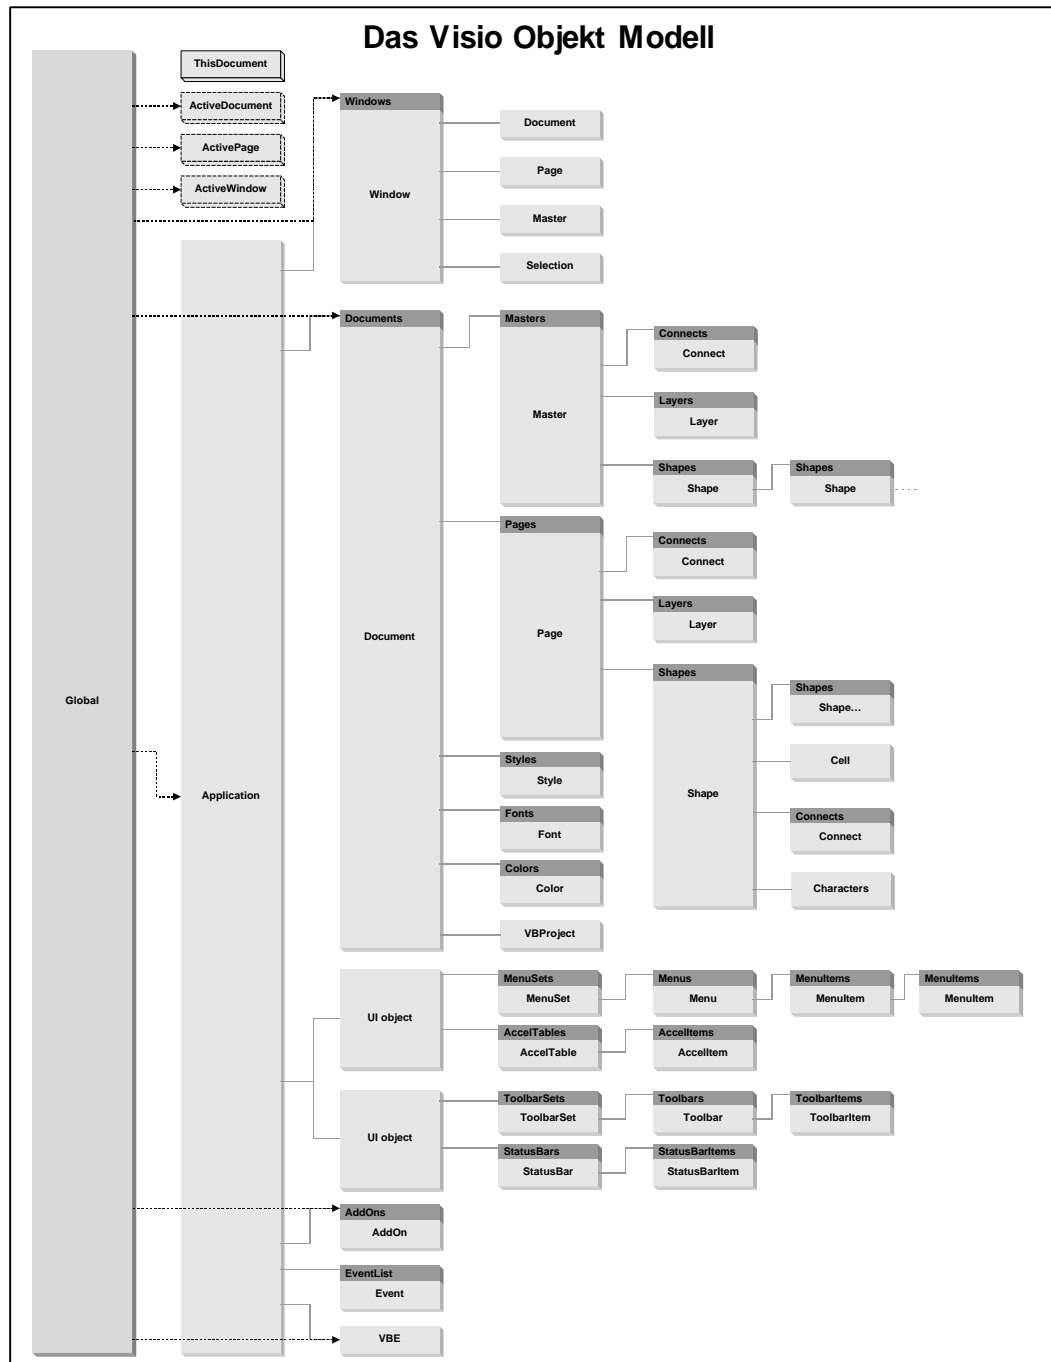 Das Visio Objekt Modell
ThisDocument
ActiveDocument
ActivePage
ActiveWindow
Global
Application
Windows
Window
Document
Page
Master
Selection
Documents
Document
Masters
Master
Connects
Connect
Layers
Layer
Shapes
Shape
Shapes
Shape
Pages
Page
Connects
Connect
Layers
Layer
Shapes
Shape
Shapes
Shape...
Cell
Connects
Connect
Characters
Styles
Style
Fonts
Font
Colors
Color
VBProject
UI object
MenuSets
MenuSet
Menus
Menu
MenuItems
MenuItem
MenuItems
MenuItem
AccelTables
AccelTable
AccelItems
AccelItem
UI object
ToolbarSets
ToolbarSet
Toolbars
Toolbar
ToolbarItems
ToolbarItem
StatusBars
StatusBar
StatusBarItems
StatusBarItem
AddOns
AddOn
EventList
Event
VBE